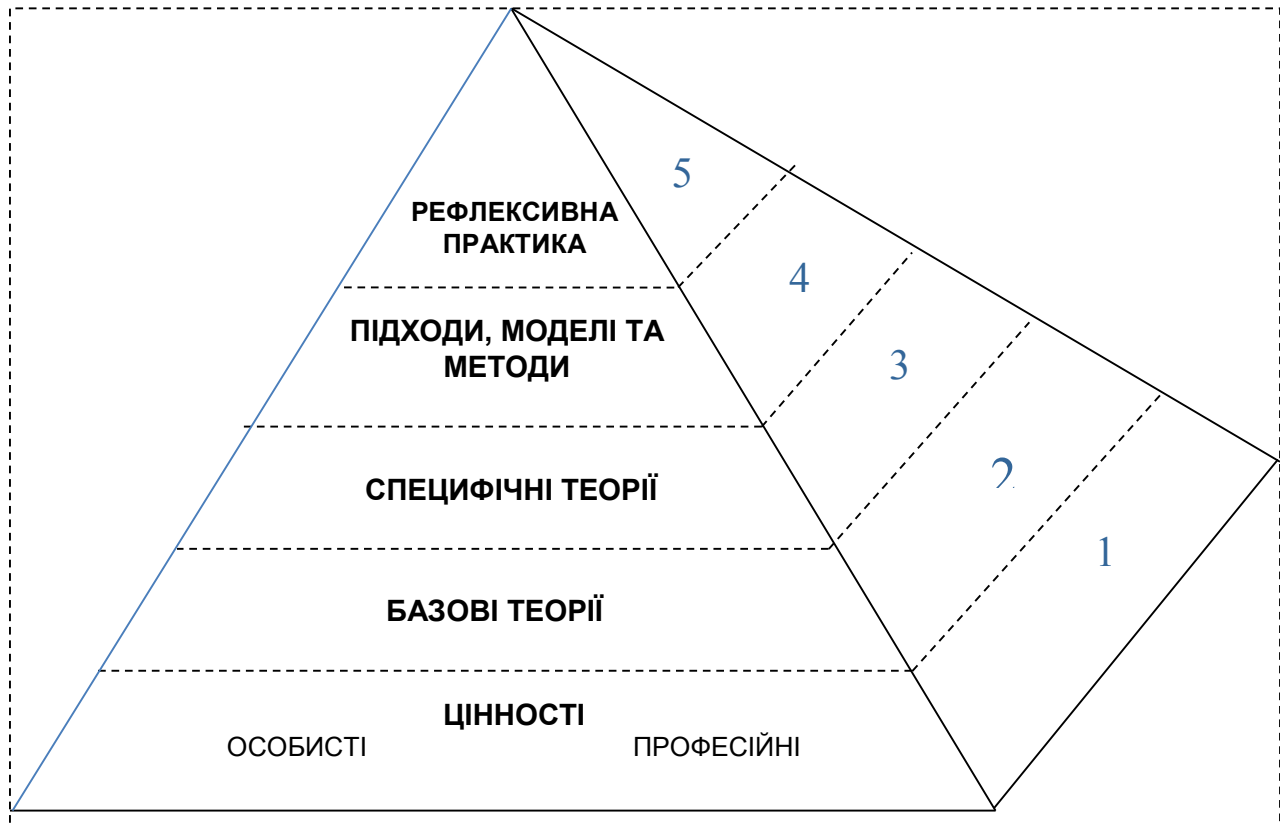 5
РЕФЛЕКСИВНА
ПРАКТИКА
4
ПІДХОДИ, МОДЕЛІ ТА
МЕТОДИ
3
СПЕЦИФІЧНІ ТЕОРІЇ
2
БАЗОВІ ТЕОРІЇ
1
ЦІННОСТІ
ОСОБИСТІ ПРОФЕСІЙНІ